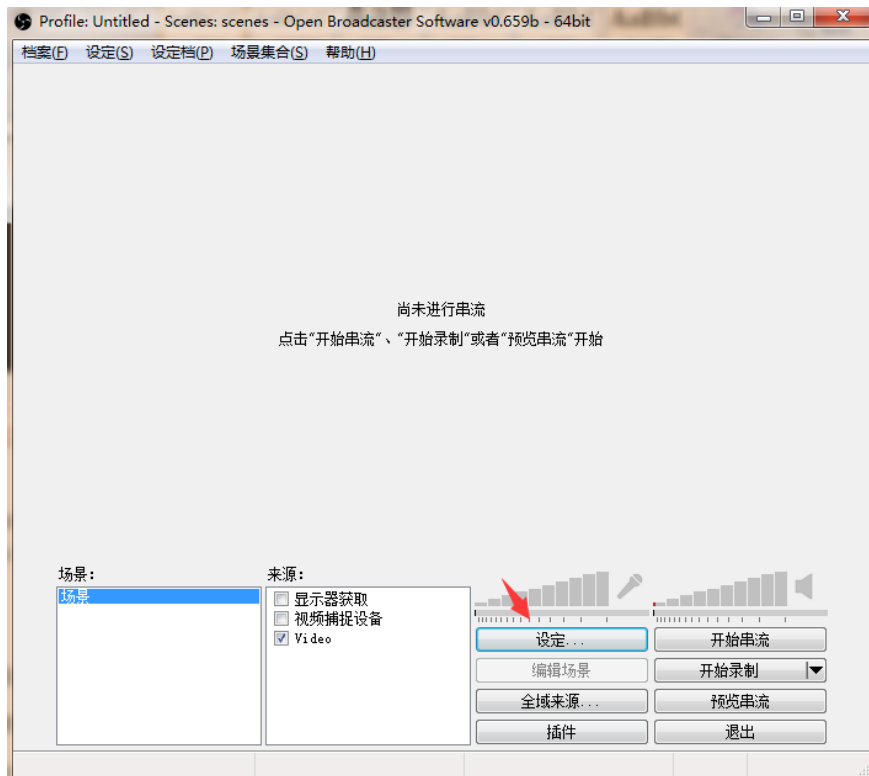 Profile: Untitled - Scenes: scenes - Open Broadcaster Software v0.659b - 64bit
档案(F) 设定(S) 设定档(P) 场景集合(S) 帮助(H)
尚未进行串流
点击“开始串流”、“开始录制”或者“预览串流”开始
场景:
场景
来源:
显示器获取
视频捕捉设备
Video
设定...
开始串流
编辑场景
开始录制
全域来源...
预览串流
插件
退出